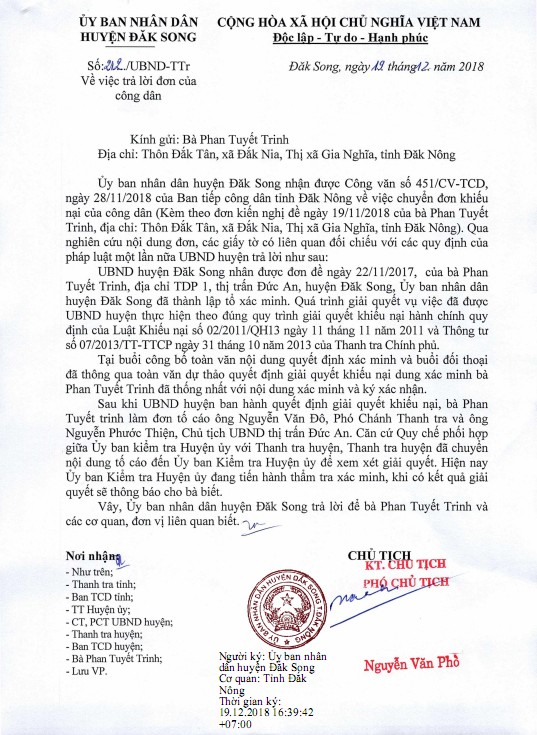 ỦY BAN NHÂN DÂN
HUYỆN ĐĂK SONG
CỘNG HÒA XÃ HỘI CHỦ NGHĨA VIỆT NAM
Độc lập - Tự do - Hạnh phúc
Số: 212./UBND-TTr
Về việc trả lời đơn của
công dân
Đăk Song, ngày 19 tháng 12. năm 2018
Kính gửi: Bà Phan Tuyết Trinh
Địa chỉ: Thôn Đắk Tân, xã Đắk Nia, Thị xã Gia Nghĩa, tỉnh Đăk Nông
Ủy ban nhân dân huyện Đăk Song nhận được Công văn số 451/CV-TCD,
ngày 28/11/2018 của Ban tiếp công dân tỉnh Đăk Nông về việc chuyển đơn khiếu
nại của công dân (Kèm theo đơn kiến nghị đề ngày 19/11/2018 của bà Phan Tuyết
Trinh, địa chỉ: Thôn Đắk Tân, xã Đắk Nia, Thị xã Gia Nghĩa, tỉnh Đăk Nông). Qua
nghiên cứu nội dung đơn, các giấy tờ có liên quan đối chiếu với các quy định của
pháp luật một lần nữa UBND huyện trả lời như sau:
UBND huyện Đăk Song nhân được đơn đề ngày 22/11/2017, của bà Phan
Tuyết Trinh, địa chỉ TDP 1, thị trấn Đức An, huyện Đăk Song, Ủy ban nhân dân
huyện Đăk Song đã thành lập tổ xác minh. Quá trình giải quyết vụ việc đã được
UBND huyện thực hiện theo đúng quy trình giải quyết khiếu nại hành chính quy
định của Luật Khiếu nại số 02/2011/QH13 ngày 11 tháng 11 năm 2011 và Thông tư
số 07/2013/TT-TTCP ngày 31 tháng 10 năm 2013 của Thanh tra Chính phủ.
Tại buổi công bố toàn văn nội dung quyết định xác minh và buổi đối thoại
đã thông qua toàn văn dự thảo quyết định giải quyết khiếu nại dung xác minh bà
Phan Tuyết Trinh đã thống nhất với nội dung xác minh và ký xác nhận.
Sau khi UBND huyện ban hành quyết định giải quyết khiếu nại, bà Phan
Tuyết trinh làm đơn tố cáo ông Nguyễn Văn Đô, Phó Chánh Thanh tra và ông
Nguyễn Phước Thiện, Chủ tịch UBND thị trấn Đức An. Căn cứ Quy chế phối hợp
giữa Ủy ban kiểm tra Huyện ủy với Thanh tra huyện, Thanh tra huyện đã chuyển
nội dung tố cáo đến Ủy ban Kiểm tra Huyện ủy để xem xét giải quyết. Hiện nay
Ủy ban Kiểm tra Huyện ủy đang tiến hành thẩm tra xác minh, khi có kết quả giải
quyết sẽ thông báo cho bà biết.
Vậy, Ủy ban nhân dân huyện Đăk Song trả lời để bà Phan Tuyết Trinh và
các cơ quan, đơn vị liên quan biết.
Nơi nhận:
- Như trên;
- Thanh tra tỉnh;
- Ban TCD tỉnh;
- TT Huyện ủy;
- CT, PCT UBND huyện;
- Thanh tra huyện;
- Ban TCD huyện;
- Bà Phan Tuyết Trinh;
- Lưu VP.
CHỦ TỊCH
KT. CHỦ TỊCH
PHÓ CHỦ TỊCH
ỦY BAN NHÂN DÂN HUYỆN ĐĂK SONG T. ĐĂK NÔNG
Người ký: Ủy ban nhân
dân huyện Đăk Song
Cơ quan: Tỉnh Đăk
Nông
Thời gian ký:
19.12.2018 16:39:42
+07:00
Nguyễn Văn Phò